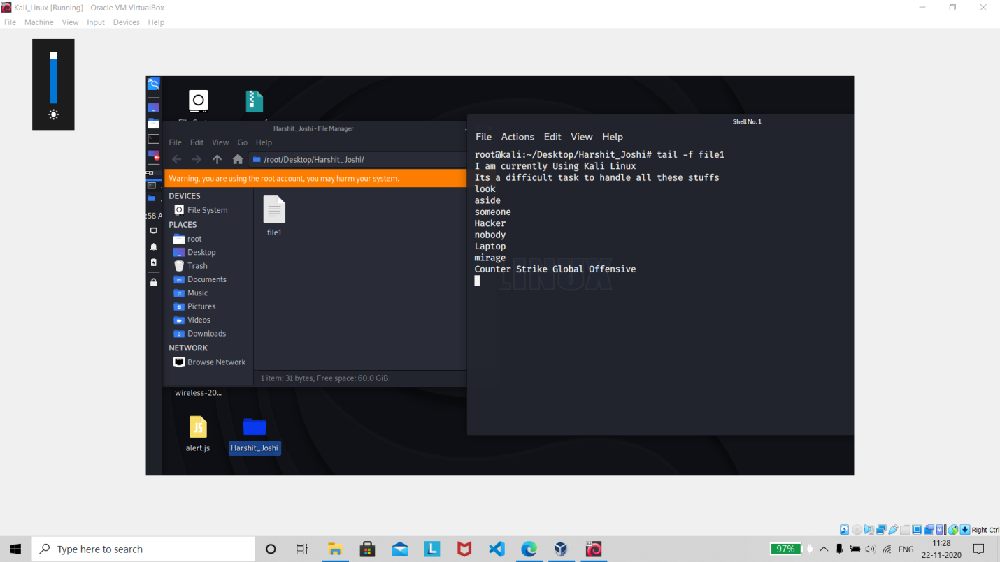 Kali_Linux [Running] - Oracle VM VirtualBox
File Machine View Input Devices Help
Harshit_Joshi - File Manager
File Edit View Go Help
/root/Desktop/Harshit_Joshi/
Warning, you are using the root account, you may harm your system.
DEVICES
File System
PLACES
root
Desktop
Trash
Documents
Music
Pictures
Videos
Downloads
NETWORK
Browse Network
file1
1 item: 31 bytes, Free space: 60.0 GiB
:58 A
wireless-20...
alert.js
Harshit_Joshi
Shell No. 1
File Actions Edit View Help
root@kali:~/Desktop/Harshit_Joshi# tail -f file1
I am currently Using Kali Linux
Its a difficult task to handle all these stuffs
look
aside
someone
Hacker
nobody
Laptop
mirage
Counter Strike Global Offensive
LINUX
Right Ctrl
Type here to search
97%
ENG
11:28
22-11-2020